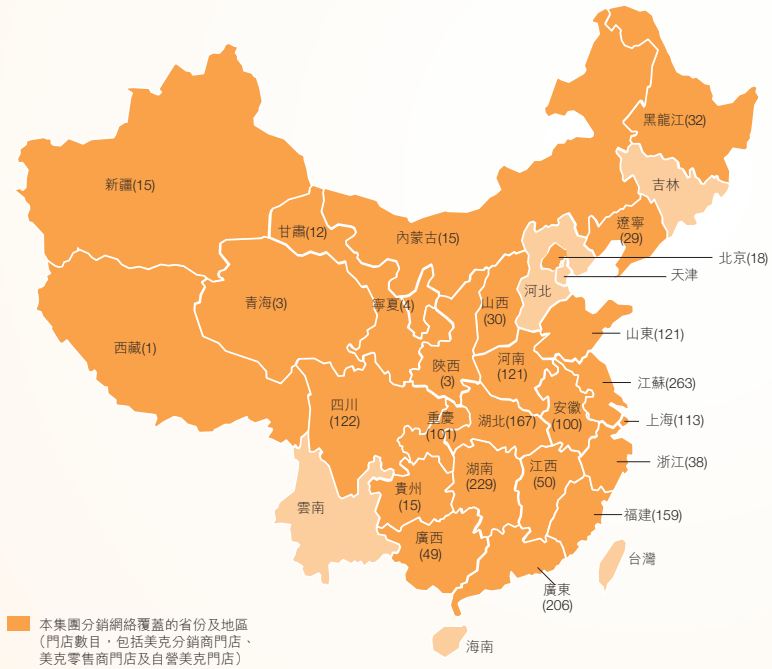 黑龍江(32)
吉林
新疆(15)
遼寧
(29)
甘肅(12)
內蒙古(15)
北京(18)
天津
河北
青海(3)
寧夏(4)
山西
(30)
山東(121)
西藏(1)
陝西
(3)
河南
(121)
江蘇(263)
四川
(122)
重慶
(101)
湖北(167)
安徽
(100)
上海(113)
浙江(38)
湖南
(229)
江西
(50)
貴州
(15)
雲南
福建(159)
廣西
(49)
台灣
廣東
(206)
海南
本集團分銷網絡覆蓋的省份及地區
(門店數目,包括美克分銷商門店、
美克零售商門店及自營美克門店)